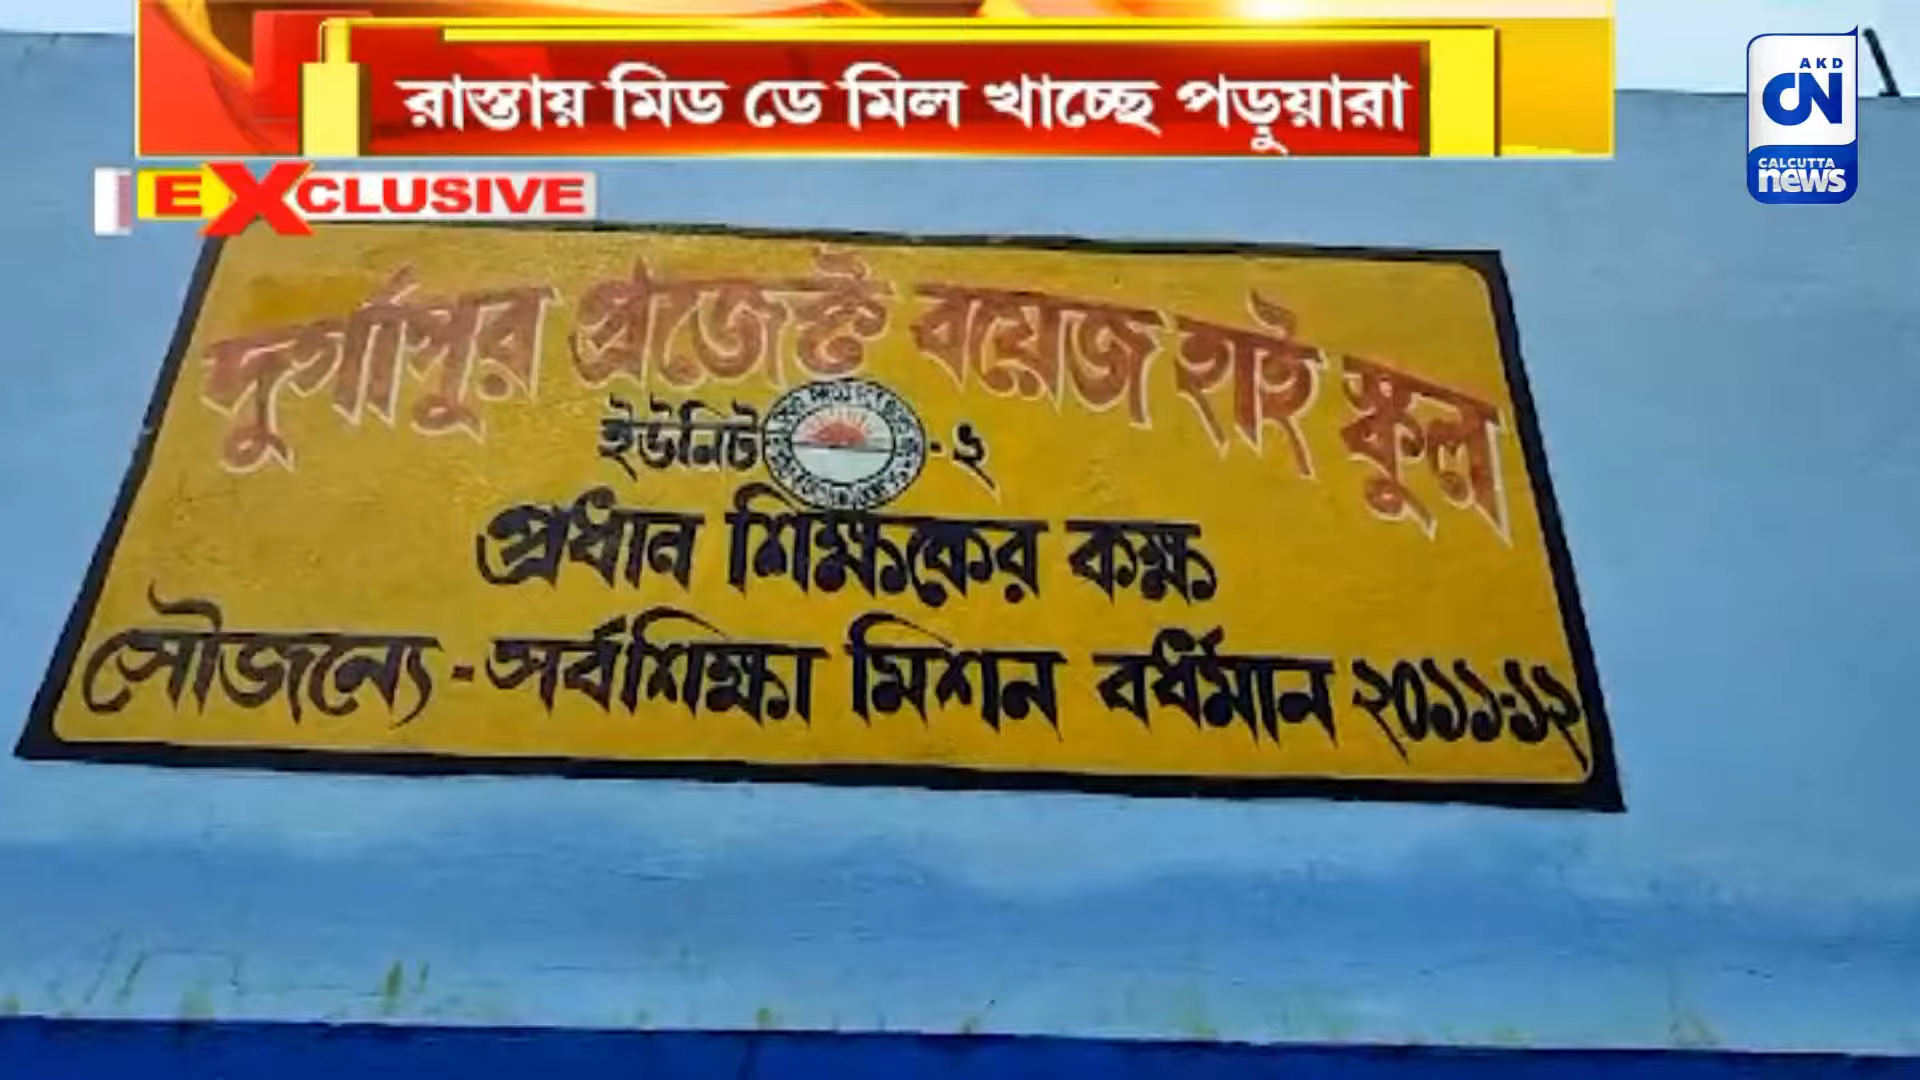 রাস্তায় মিড ডে মিল খাচ্ছে পড়ুয়ারা
AKD
CN
CALCUTTA
news
EXCLUSIVE
দুর্গাপুর প্রজেক্ট বয়েজ হাই স্কুল
ইউনিট - ২
প্রধান শিক্ষকের কক্ষ
সৌজন্যে - সর্বশিক্ষা মিশন বর্ধমান ২০১১-১২